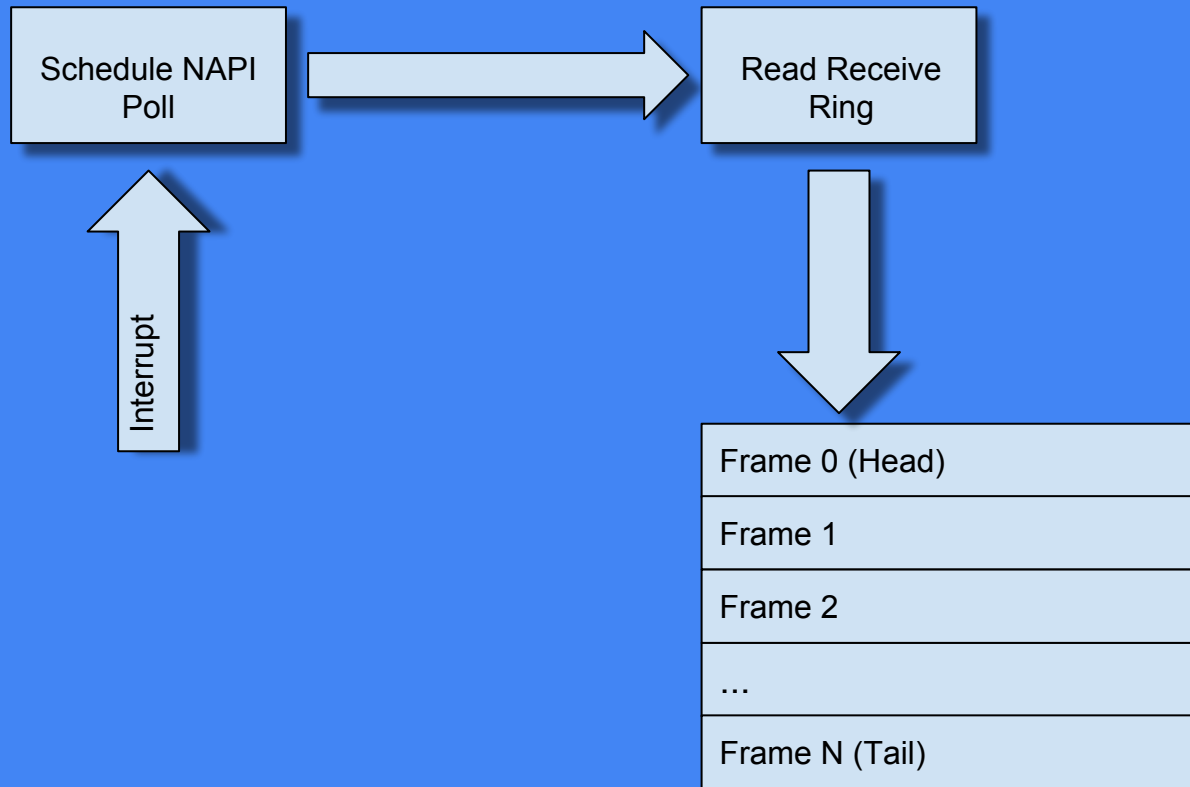 Schedule NAPI
Poll
Read Receive
Ring
Interrupt
Frame 0 (Head)
Frame 1
Frame 2
...
Frame N (Tail)